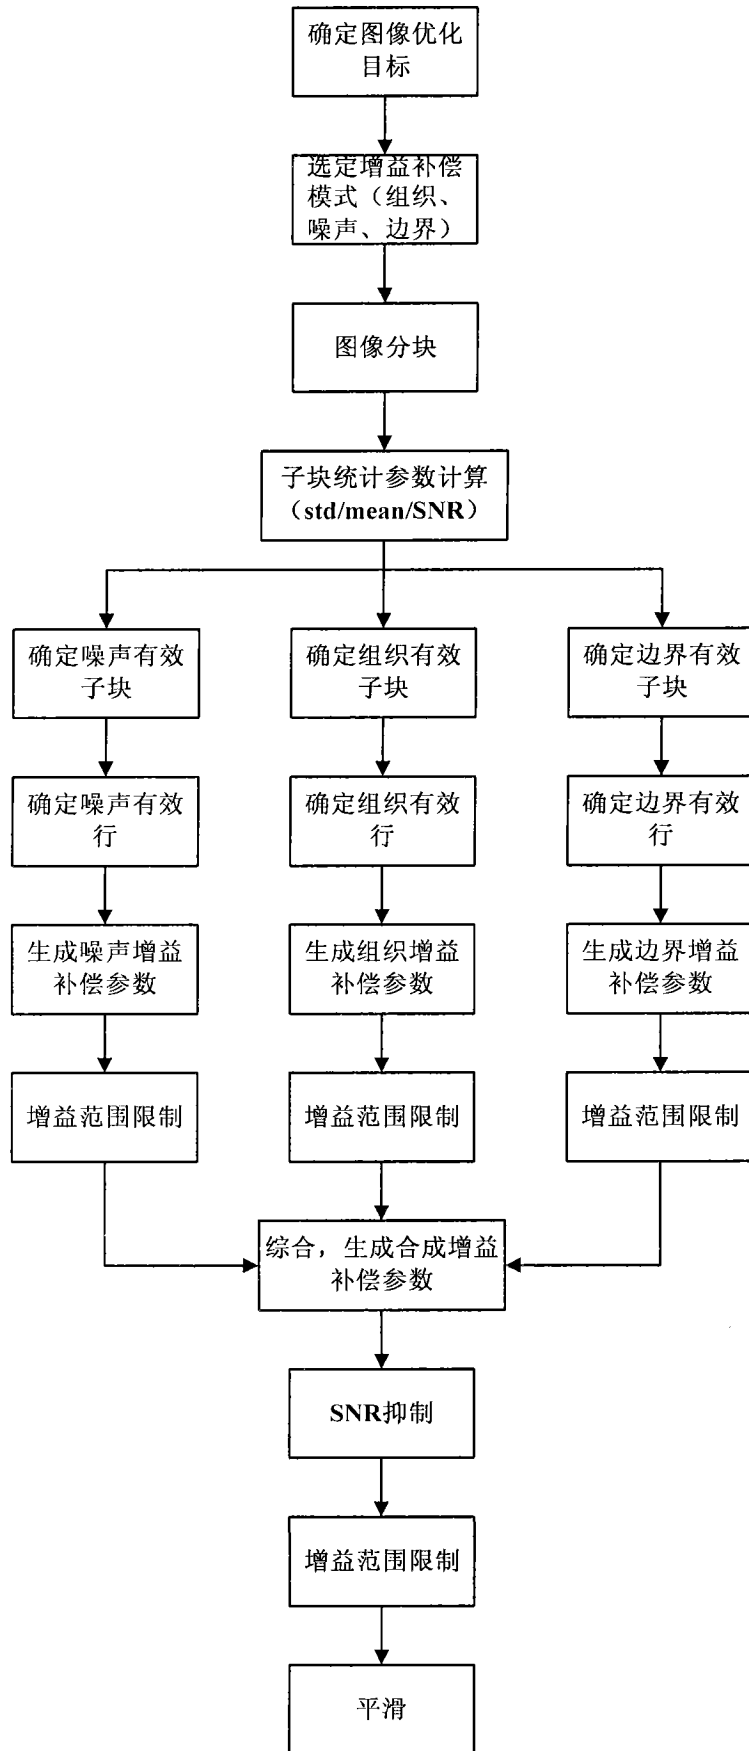 确定图像优化
目标
选定增益补偿
模式（组织、
噪声、边界）
图像分块
子块统计参数计算
（std/mean/SNR）
确定噪声有效
子块
确定组织有效
子块
确定边界有效
子块
确定噪声有效
行
确定组织有效
行
确定边界有效
行
生成噪声增益
补偿参数
生成组织增益
补偿参数
生成边界增益
补偿参数
增益范围限制
增益范围限制
增益范围限制
综合，生成合成增益
补偿参数
SNR抑制
增益范围限制
平滑